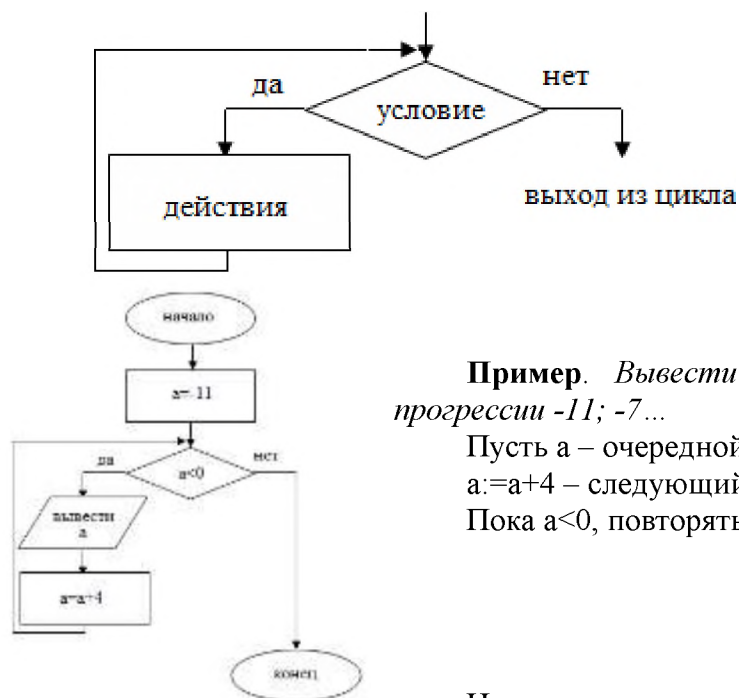 да
нет
условие
действия
выход из цикла
начало
a=-11
да
нет
a<0
вывести
a
a=a+4
конец
Пример. Вывести
прогрессии -11; -7...
Пусть a – очередной
a:=a+4 – следующий
Пока a<0, повторять